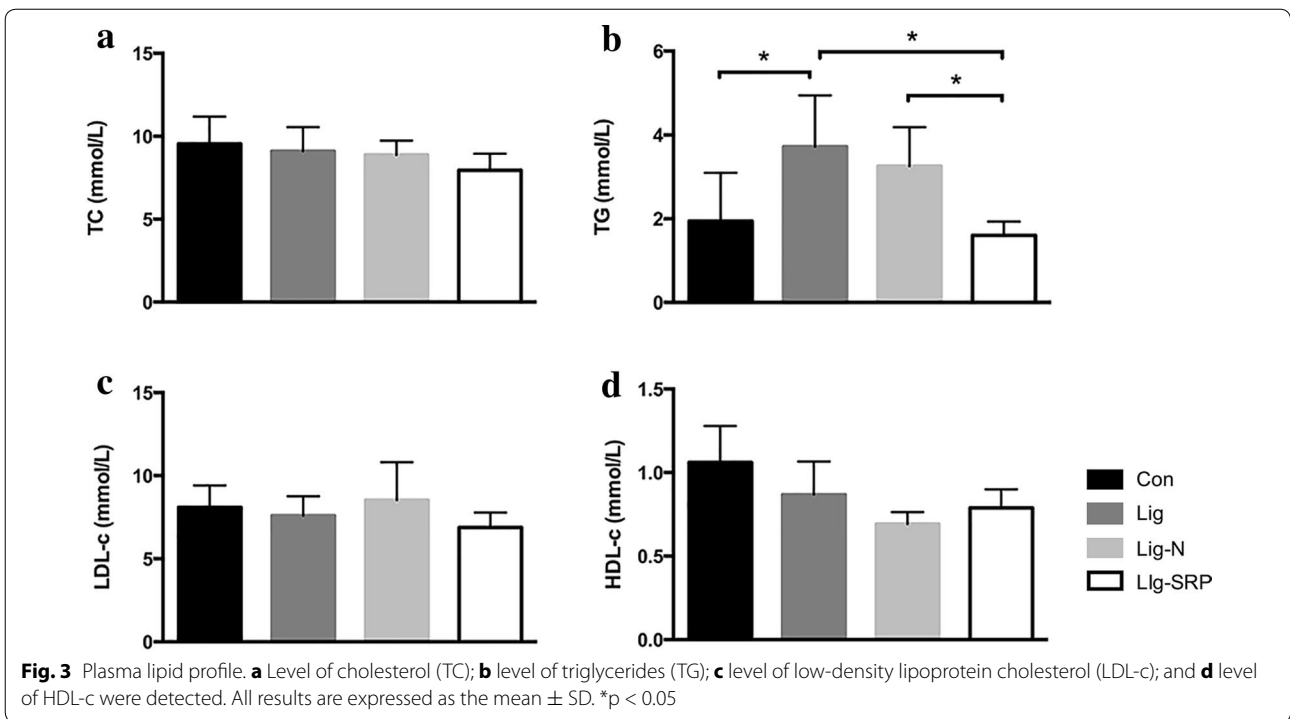 a
15
10
5
0
TC (mmol/L)
b
6
4
2
0
TG (mmol/L)
*
*
*
c
15
10
5
0
LDL-c (mmol/L)
d
1.5
1.0
0.5
0.0
HDL-c (mmol/L)
Con
Lig
Lig-N
LIg-SRP
Fig. 3 Plasma lipid profile. a Level of cholesterol (TC); b level of triglycerides (TG); c level of low-density lipoprotein cholesterol (LDL-c); and d level
of HDL-c were detected. All results are expressed as the mean ± SD. *p < 0.05